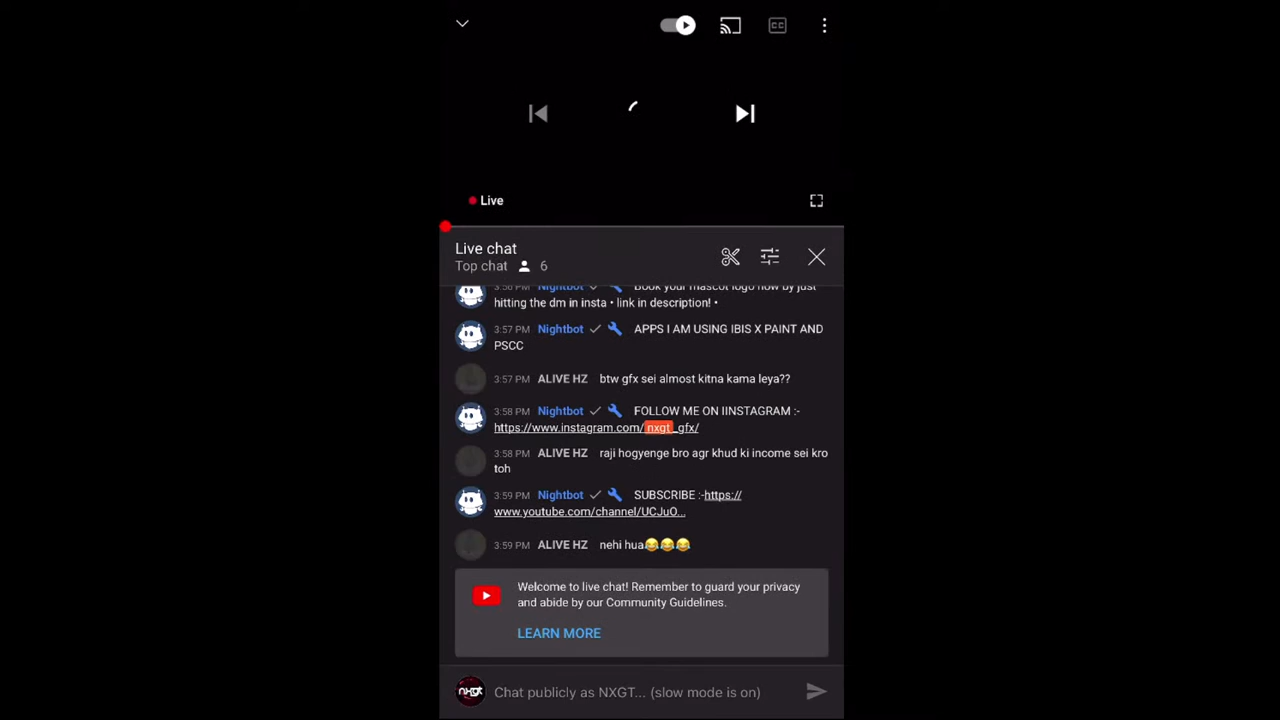 CC
Live
Live chat
Top chat 6
3:56 PM Nightbot Book your mascot logo now by just
hitting the dm in insta • link in description! •
3:57 PM Nightbot APPS I AM USING IBIS X PAINT AND
PSCC
3:57 PM ALIVE HZ btw gfx sei almost kitna kama leya??
3:58 PM Nightbot FOLLOW ME ON IINSTAGRAM :-
https://www.instagram.com/nxgt_gfx/
3:58 PM ALIVE HZ raji hogyenge bro agr khud ki income sei kro
toh
3:59 PM Nightbot SUBSCRIBE :-https://
www.youtube.com/channel/UCJuO...
3:59 PM ALIVE HZ nehi hua😂😂😂
Welcome to live chat! Remember to guard your privacy
and abide by our Community Guidelines.
LEARN MORE
nxgt Chat publicly as NXGT... (slow mode is on)